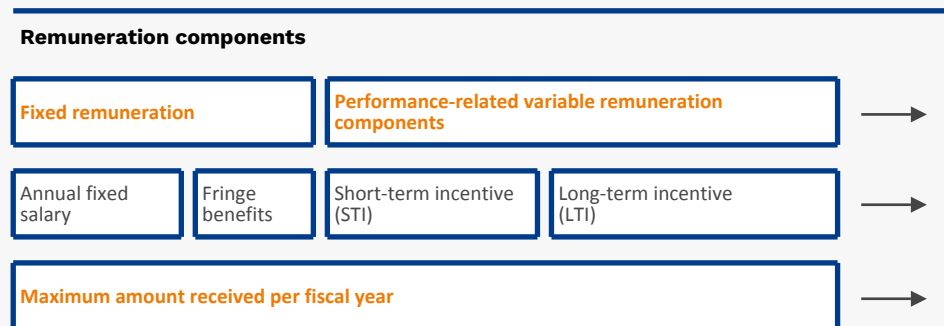 Remuneration components
Fixed remuneration
Performance-related variable remuneration
components
Annual fixed
salary
Fringe
benefits
Short-term incentive
(STI)
Long-term incentive
(LTI)
Maximum amount received per fiscal year